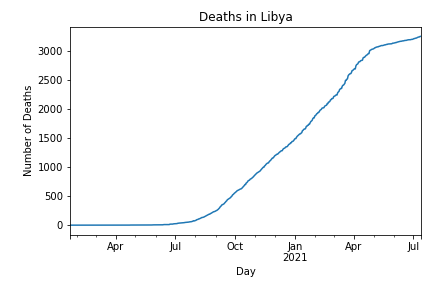 Deaths in Libya
Number of Deaths
3000
2500
2000
1500
1000
500
0
Apr
Jul
Oct
Jan
2021
Apr
Jul
Day